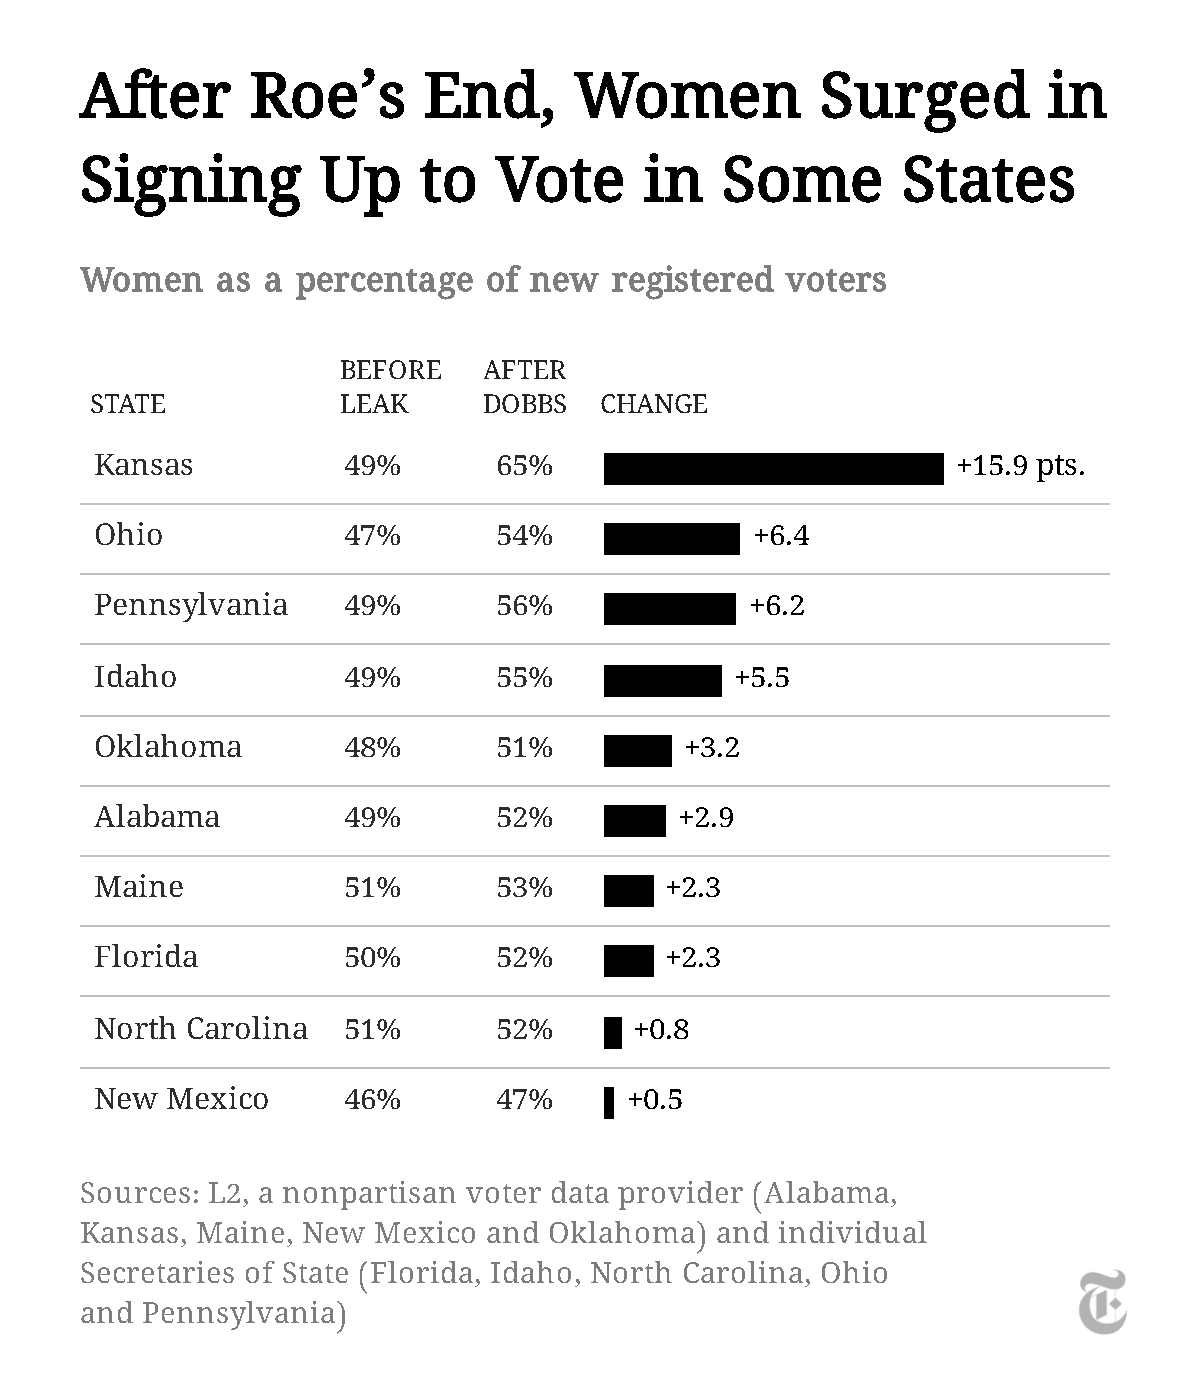 After Roe’s End, Women Surged in
Signing Up to Vote in Some States
Women as a percentage of new registered voters
STATE BEFORE LEAK AFTER DOBBS CHANGE
Kansas 49% 65% +15.9 pts.
Ohio 47% 54% +6.4
Pennsylvania 49% 56% +6.2
Idaho 49% 55% +5.5
Oklahoma 48% 51% +3.2
Alabama 49% 52% +2.9
Maine 51% 53% +2.3
Florida 50% 52% +2.3
North Carolina 51% 52% +0.8
New Mexico 46% 47% +0.5
Sources: L2, a nonpartisan voter data provider (Alabama,
Kansas, Maine, New Mexico and Oklahoma) and individual
Secretaries of State (Florida, Idaho, North Carolina, Ohio
and Pennsylvania)
T